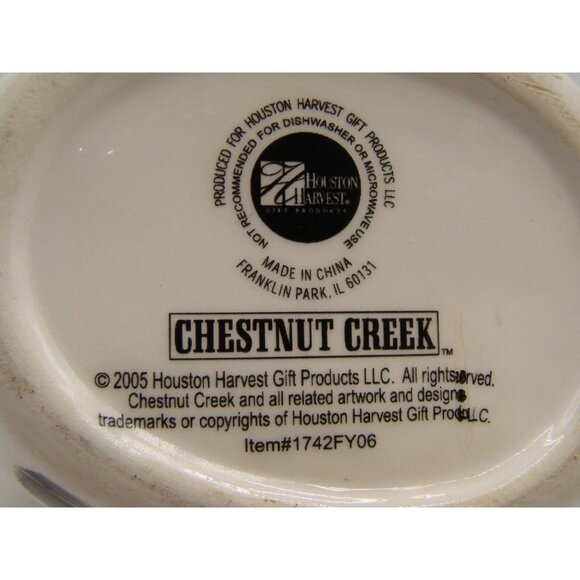 PRODUCED FOR HOUSTON HARVEST GIFT PRODUCTS LLC
NOT RECOMMENDED FOR DISHWASHER OR MICROWAVE USE
HOUSTON
HARVEST®
GIFT PRODUCTS
MADE IN CHINA
FRANKLIN PARK, IL 60131
CHESTNUT CREEK™
© 2005 Houston Harvest Gift Products LLC. All rights
Chestnut Creek and all related artwork and designs
trademarks or copyrights of Houston Harvest Gift LLC.
Item#1742FY06